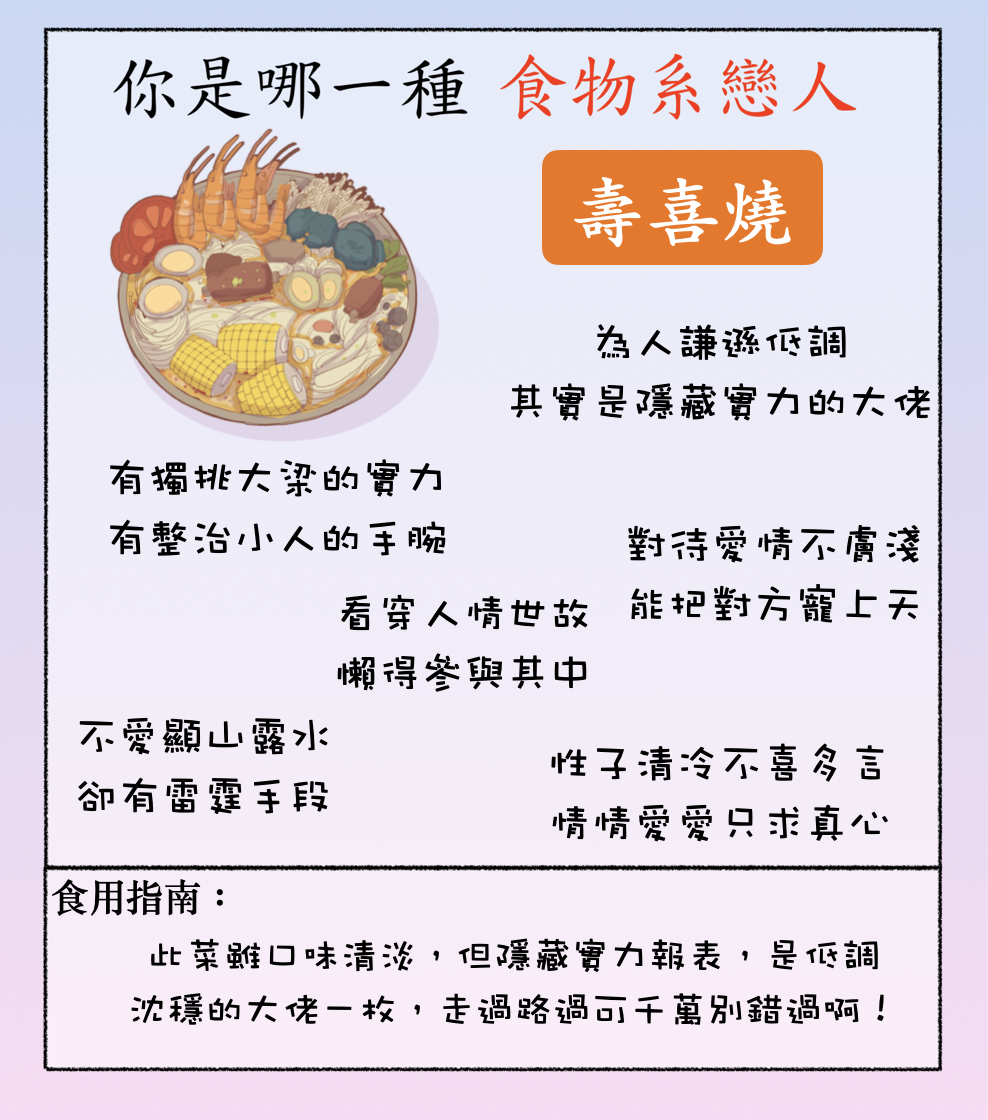 你是哪一種 食物系戀人
壽喜燒
為人謙遜低調
其實是隱藏實力的大佬
有獨挑大梁的實力
有整治小人的手腕
對待愛情不膚淺
能把對方寵上天
看穿人情世故
懶得參與其中
不愛顯山露水
卻有雷霆手段
性子清冷不喜多言
情情愛愛只求真心
食用指南：
此菜雖口味清淡，但隱藏實力報表，是低調
沈穩的大佬一枚，走過路過可千萬別錯過啊！